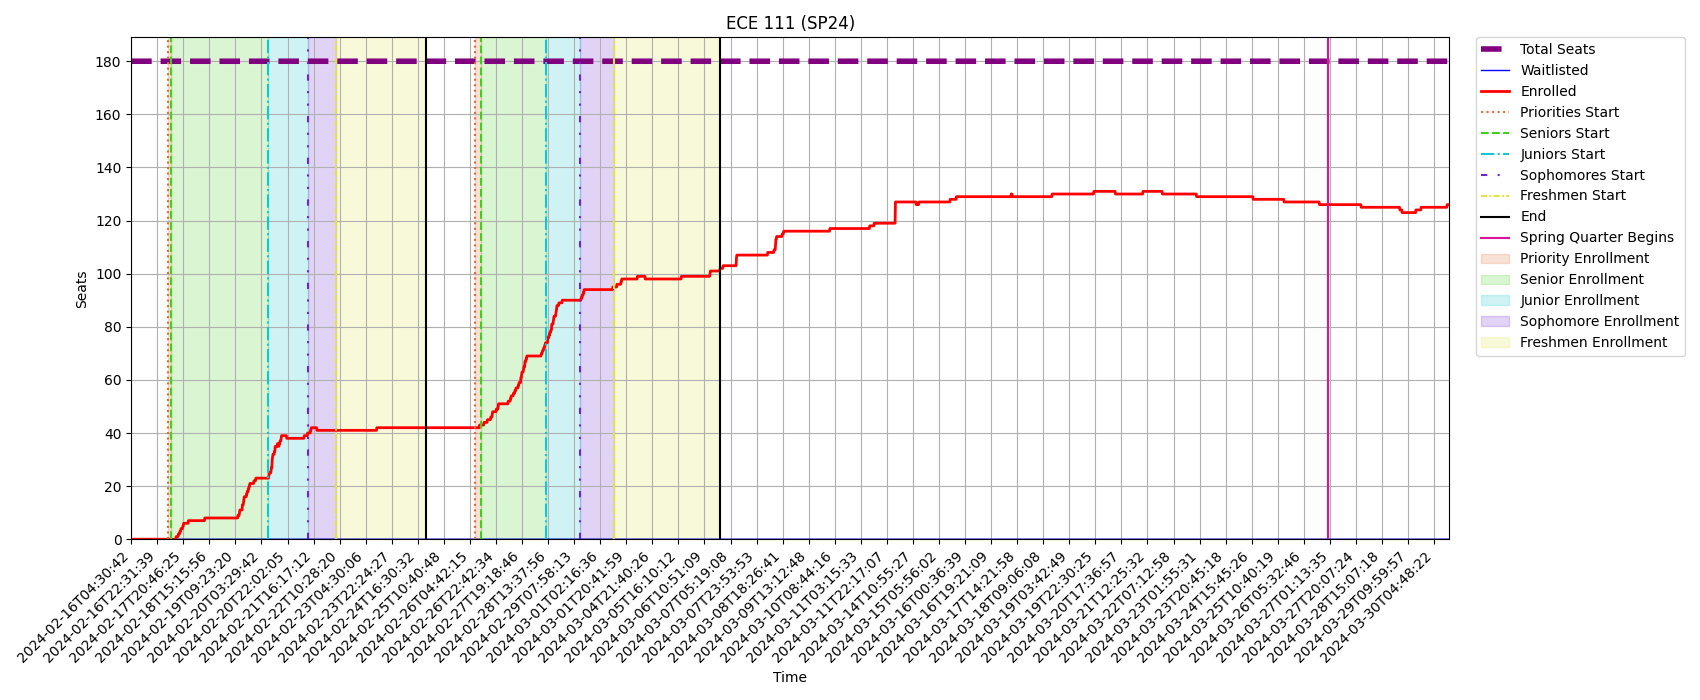 ECE 111 (SP24)
180
160
140
120
100
80
60
40
20
0
Seats
2024-02-16T04:30:42
2024-02-16T22:31:39
2024-02-17T20:46:25
2024-02-18T15:15:56
2024-02-19T09:23:20
2024-02-20T03:29:42
2024-02-20T22:02:05
2024-02-21T16:17:12
2024-02-22T10:28:20
2024-02-23T04:30:06
2024-02-23T22:24:27
2024-02-24T16:30:32
2024-02-25T10:40:48
2024-02-26T04:42:15
2024-02-26T22:42:34
2024-02-27T19:18:46
2024-02-28T13:37:56
2024-02-29T07:58:13
2024-03-01T02:16:36
2024-03-01T20:41:59
2024-03-04T21:40:26
2024-03-05T16:10:12
2024-03-06T10:51:09
2024-03-07T05:19:08
2024-03-07T23:53:53
2024-03-08T18:26:41
2024-03-09T13:12:48
2024-03-10T08:44:16
2024-03-11T03:15:33
2024-03-11T22:17:07
2024-03-14T10:55:27
2024-03-15T05:56:02
2024-03-16T00:36:39
2024-03-16T19:21:09
2024-03-17T14:21:58
2024-03-18T09:06:08
2024-03-19T03:42:49
2024-03-19T22:30:25
2024-03-20T17:36:57
2024-03-21T12:25:32
2024-03-22T07:12:58
2024-03-23T01:55:31
2024-03-23T20:45:18
2024-03-24T15:45:26
2024-03-25T10:40:19
2024-03-26T05:32:46
2024-03-27T01:13:35
2024-03-27T20:07:24
2024-03-28T15:07:18
2024-03-29T09:59:57
2024-03-30T04:48:22
Time
Total Seats
Waitlisted
Enrolled
Priorities Start
Seniors Start
Juniors Start
Sophomores Start
Freshmen Start
End
Spring Quarter Begins
Priority Enrollment
Senior Enrollment
Junior Enrollment
Sophomore Enrollment
Freshmen Enrollment